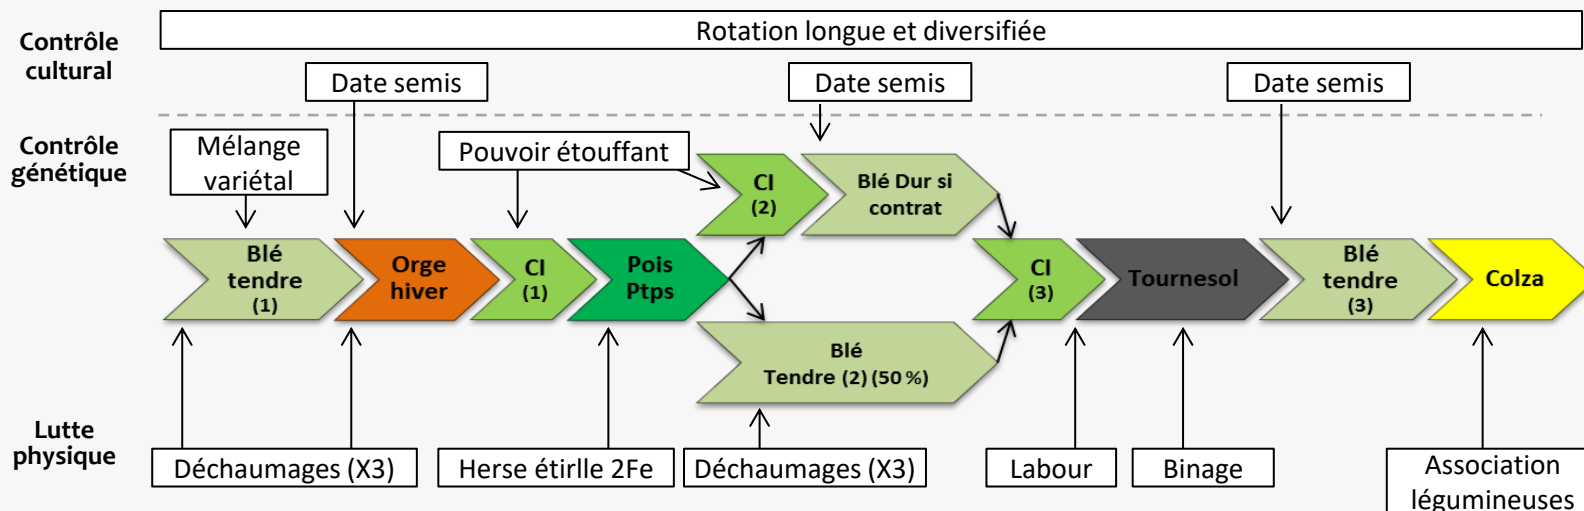 Contrôle
cultural
Rotation longue et diversifiée
Date semis
Date semis
Date semis
Contrôle
génétique
Mélange
variétal
Pouvoir étouffant
CI
(2)
Blé Dur si
contrat
Blé
tendre
(1)
Orge
hiver
CI
(1)
Pois
Ptps
CI
(3)
Tournesol
Blé
tendre
(3)
Colza
Blé
Tendre (2) (50 %)
Lutte
physique
Déchaumages (X3)
Herse étirlle 2Fe
Déchaumages (X3)
Labour
Binage
Association
légumineuses